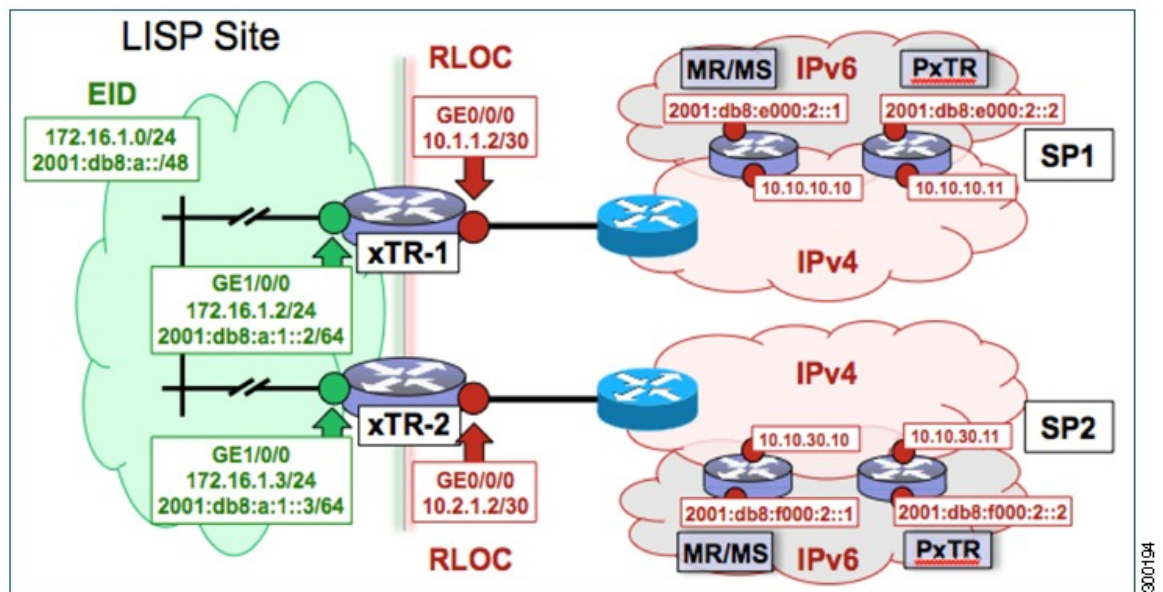 LISP Site
EID
172.16.1.0/24
2001:db8:a::/48
RLOC
GE0/0/0
10.1.1.2/30
xTR-1
GE1/0/0
172.16.1.2/24
2001:db8:a:1::2/64
xTR-2
GE1/0/0
172.16.1.3/24
2001:db8:a:1::3/64
GE0/0/0
10.2.1.2/30
RLOC
MR/MS
IPv6
PxTR
2001:db8:e000:2::1
2001:db8:e000:2::2
SP1
10.10.10.10
10.10.10.11
IPv4
IPv4
10.10.30.10
10.10.30.11
SP2
2001:db8:f000:2::1
2001:db8:f000:2::2
MR/MS
IPv6
PxTR
300194